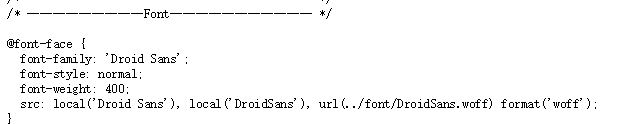 /* ————————————Font——————————————— */
@font-face {
  font-family: 'Droid Sans';
  font-style: normal;
  font-weight: 400;
  src: local('Droid Sans'), local('DroidSans'), url(../font/DroidSans.woff) format('woff');
}